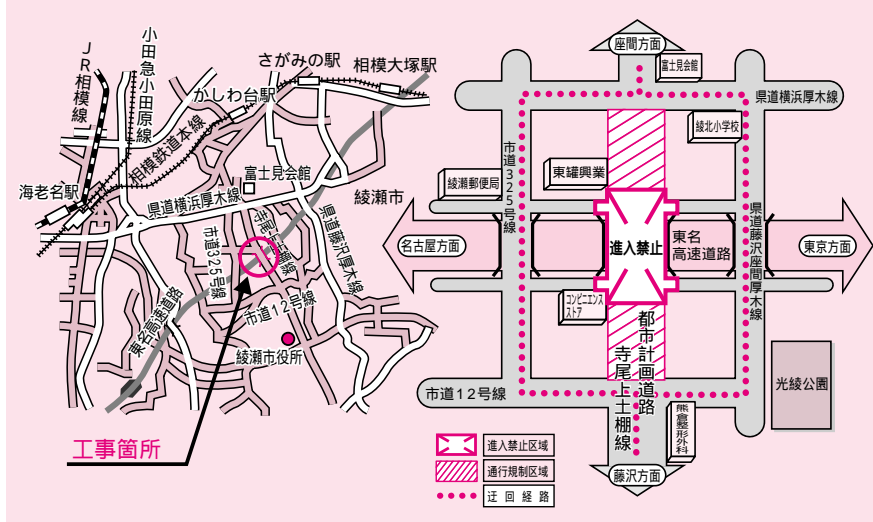 JR相模線
小田急小田原線
さがみの駅
相模大塚駅
かしわ台駅
相模鉄道本線
海老名駅
富士見会館
綾瀬市
県道横浜厚木線
寺尾上土棚線
県道藤沢厚木線
市道325号線
市道12号線
東名高速道路
綾瀬市役所
工事箇所
座間方面
富士見会館
県道横浜厚木線
綾北小学校
市道325号線
東罐興業
綾瀬郵便局
名古屋方面
進入禁止
東名
高速道路
東京方面
県道藤沢座間厚木線
コンビニエンス
ストア
都市計画道路
寺尾上土棚線
市道12号線
光綾公園
熊倉整形外科
藤沢方面
進入禁止区域
通行規制区域
迂回経路